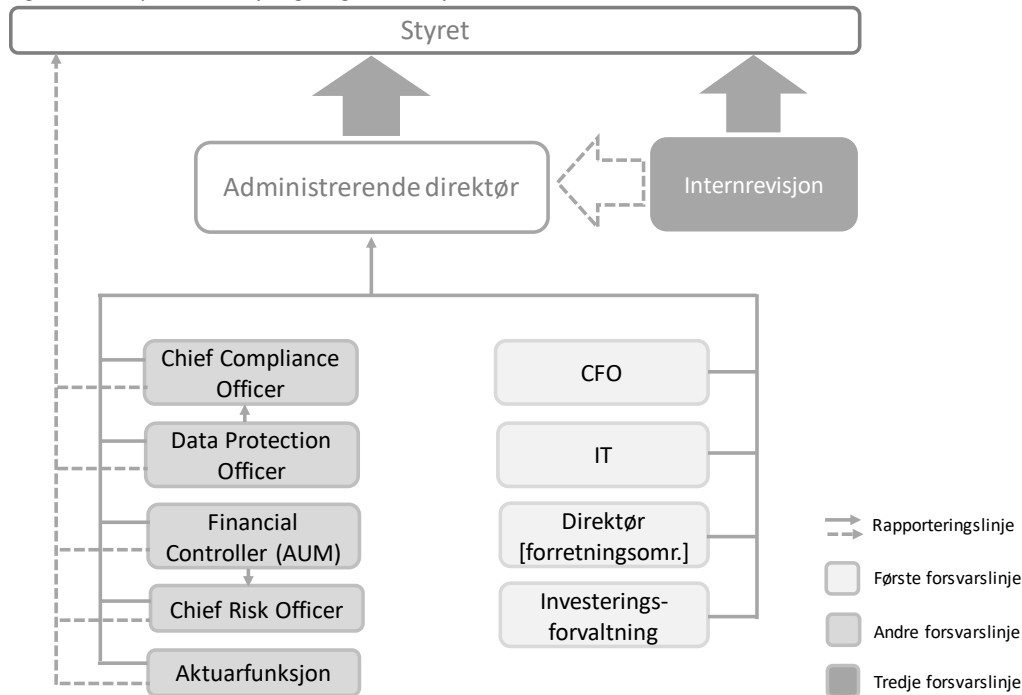 Styret
Administrerende direktør
Internrevisjon
Chief Compliance
Officer
Data Protection
Officer
Financial
Controller (AUM)
Chief Risk Officer
Aktuarfunksjon
CFO
IT
Direktør
[forretningsomr.]
Investerings-
forvaltning
Rapporteringslinje
Første forsvarslinje
Andre forsvarslinje
Tredje forsvarslinje